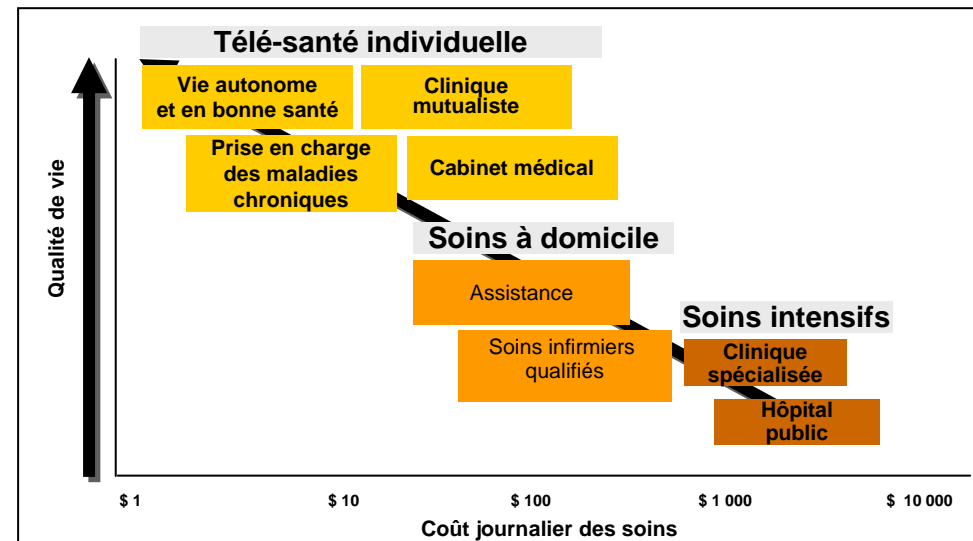 Télé-santé individuelle
Vie autonome
et en bonne santé
Clinique
mutualiste
Prise en charge
des maladies
chroniques
Cabinet médical
Qualité de vie
Soins à domicile
Assistance
Soins intensifs
Soins infirmiers
qualifiés
Clinique
spécialisée
Hôpital
public
$ 1
$ 10
$ 100
$ 1 000
$ 10 000
Coût journalier des soins